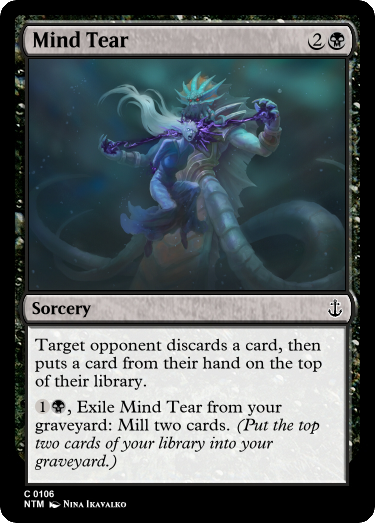 Mind Tear 2
Sorcery
Target opponent discards a card, then
puts a card from their hand on the top
of their library.
1, Exile Mind Tear from your
graveyard: Mill two cards. (Put the top
two cards of your library into your
graveyard.)
C 0106
NTM Nina Ikavalko